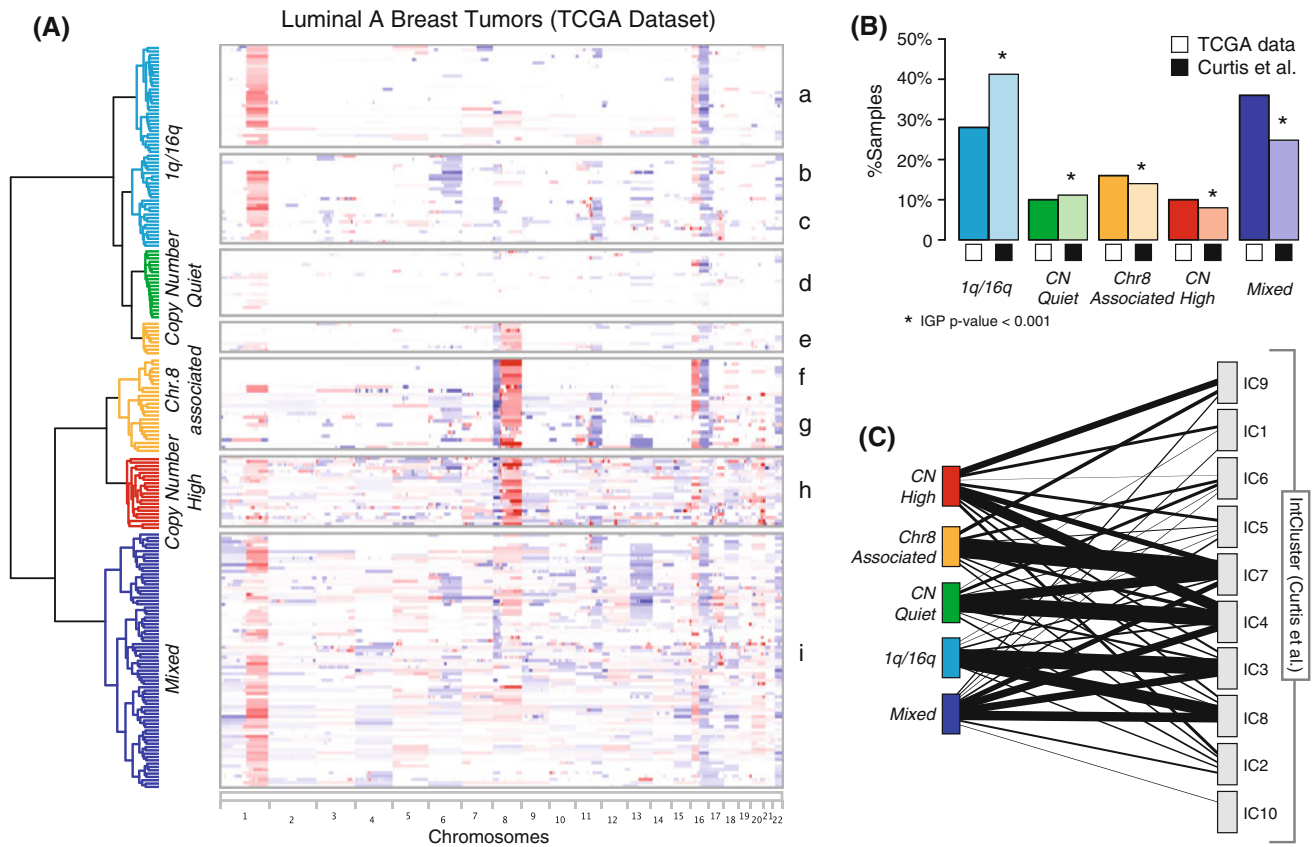 (A)
Luminal A Breast Tumors (TCGA Dataset)
1q/16q
Copy Number
Quiet
Chr.8
associated
Copy Number
High
Mixed
a
b
c
d
e
f
g
h
i
1 2 3 4 5 6 7 8 9 10 11 12 13 14 15 16 17 18 19 20 21 22
Chromosomes
(B)
50%
40%
30%
20%
10%
0
%Samples
TCGA data
Curtis et al.
*
*
*
*
*
1q/16q
CN
Quiet
Chr8
Associated
CN
High
Mixed
* IGP p-value < 0.001
(C)
CN
High
Chr8
Associated
CN
Quiet
1q/16q
Mixed
IC9
IC1
IC6
IC5
IC7
IC4
IC3
IC8
IC2
IC10
IntCluster (Curtis et al.)